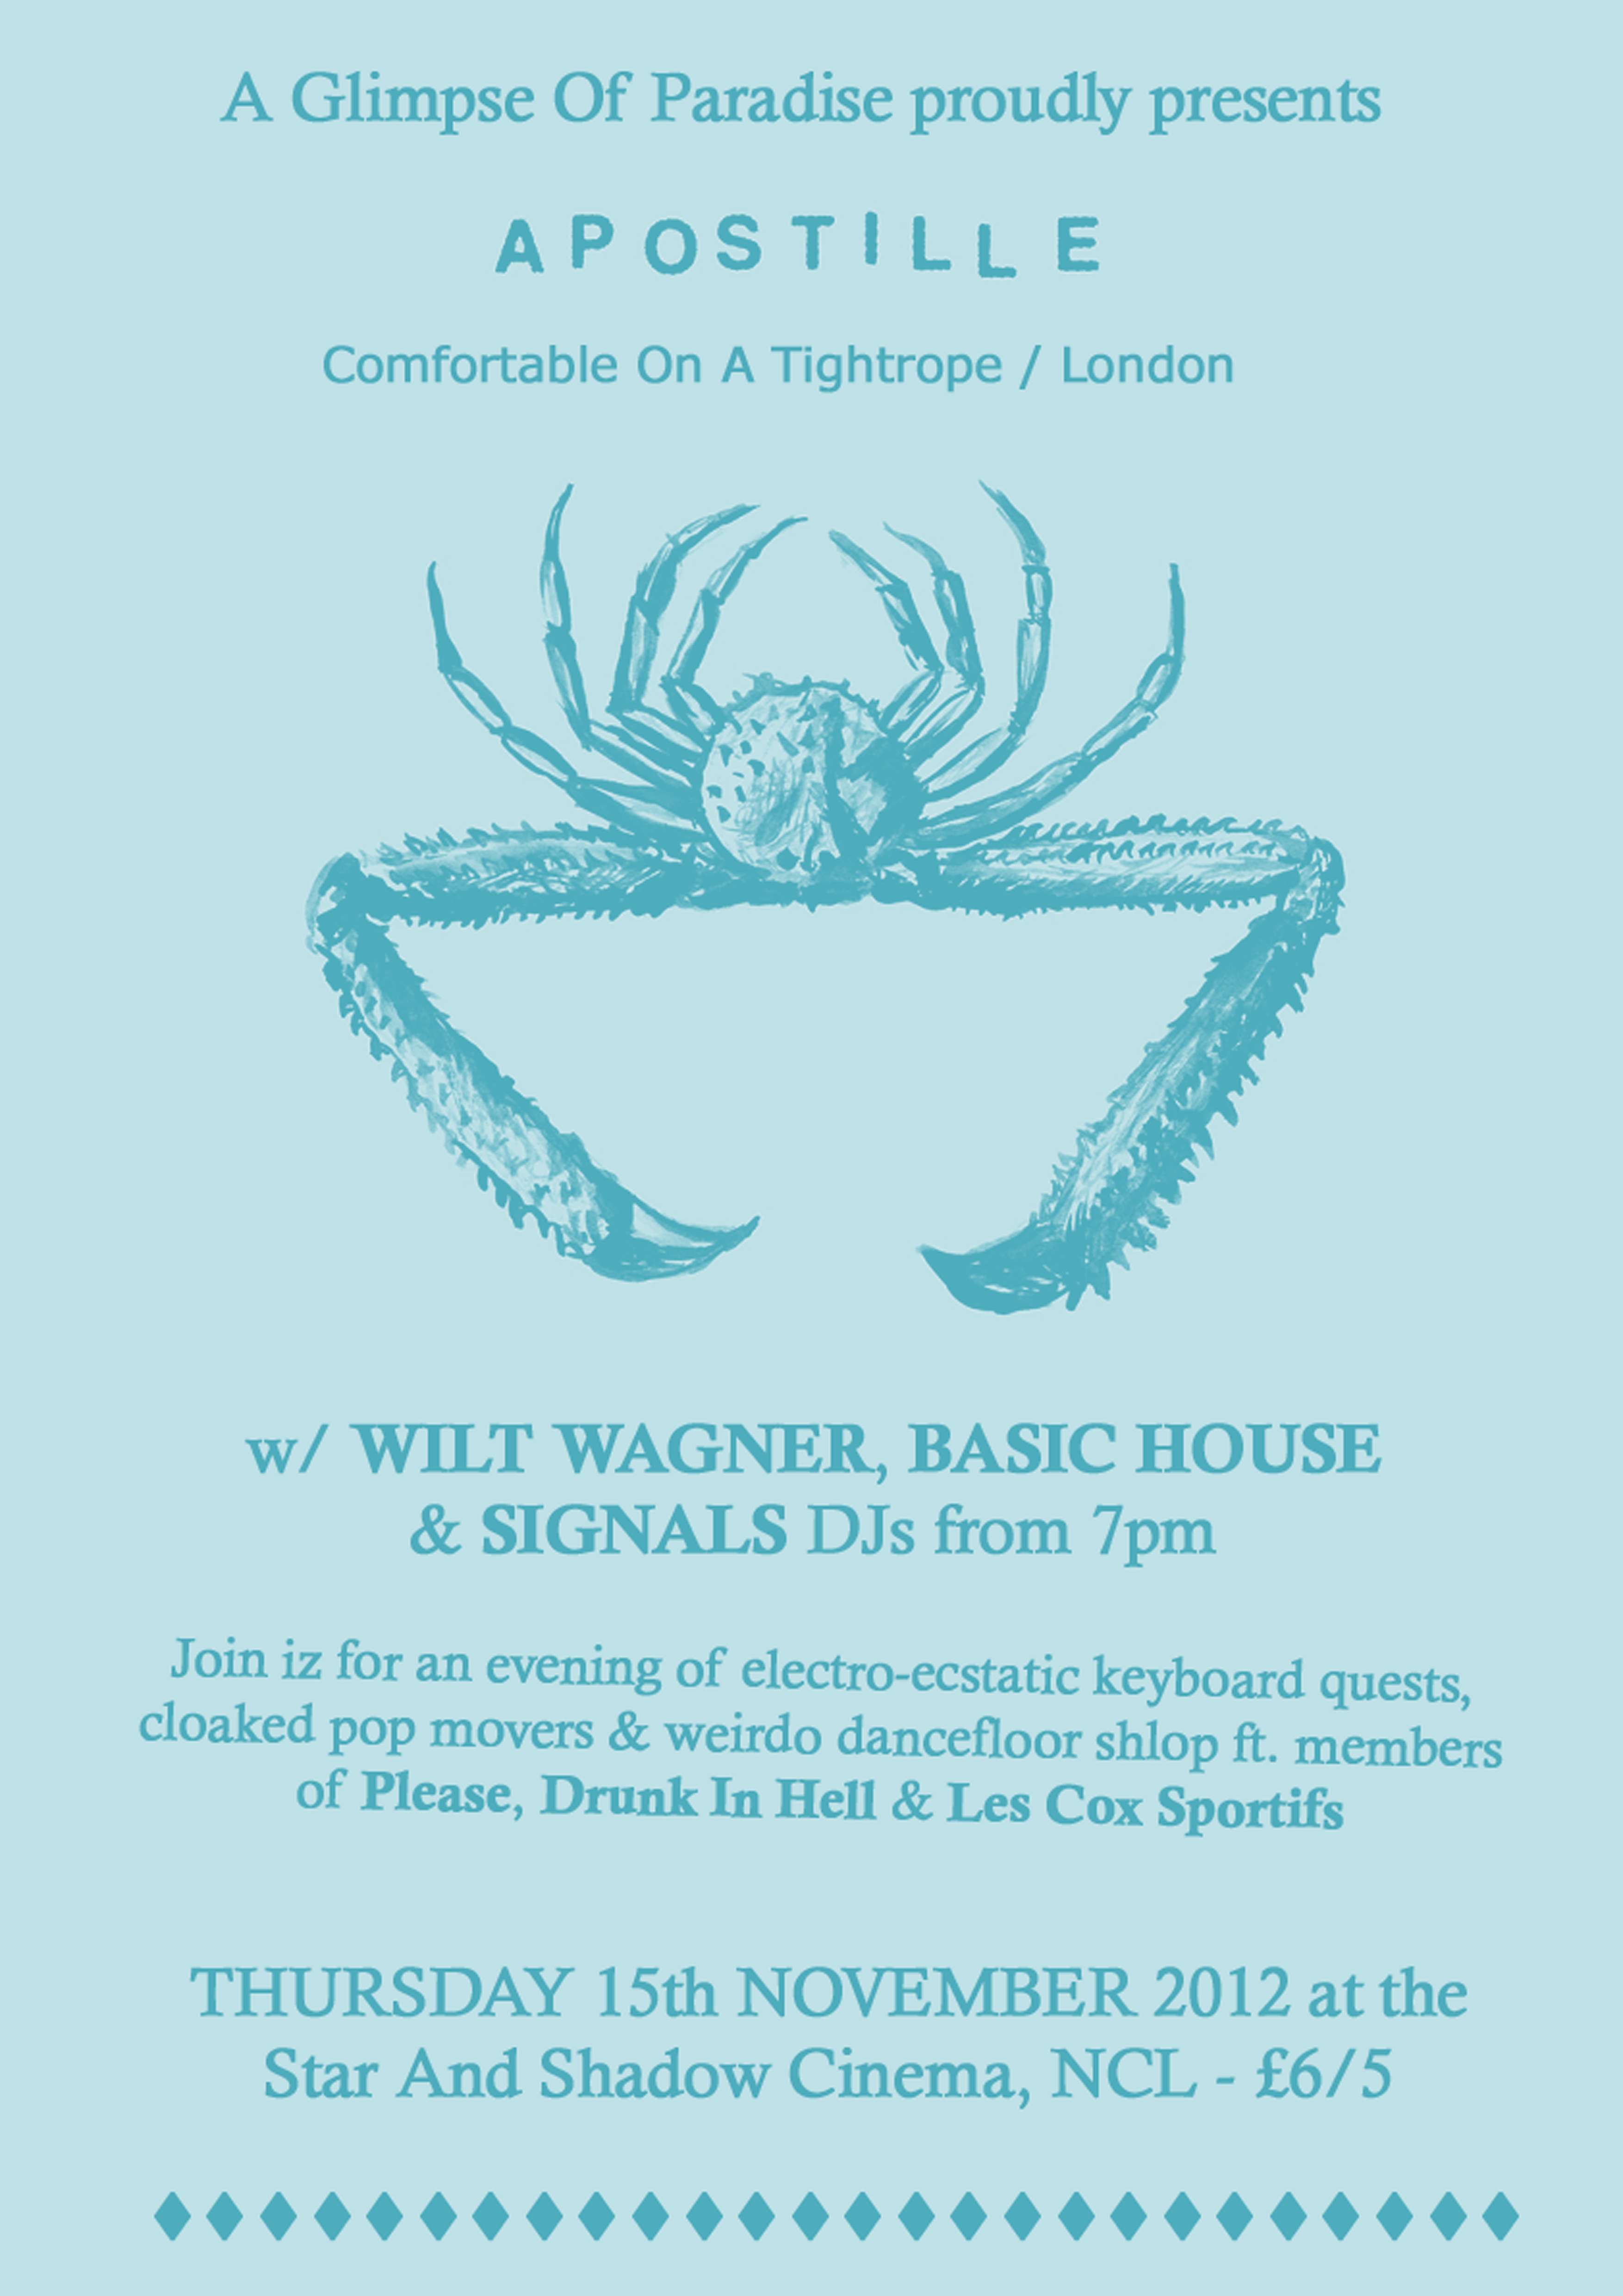 A Glimpse Of Paradise proudly presents
APOSTILLE
Comfortable On A Tightrope / London
w/ WILT WAGNER, BASIC HOUSE
& SIGNALS DJs from 7pm
Join iz for an evening of electro-ecstatic keyboard quests,
cloaked pop movers & weirdo dancefloor shlop ft. members
of Please, Drunk In Hell & Les Cox Sportifs
THURSDAY 15th NOVEMBER 2012 at the
Star And Shadow Cinema, NCL - £6/5